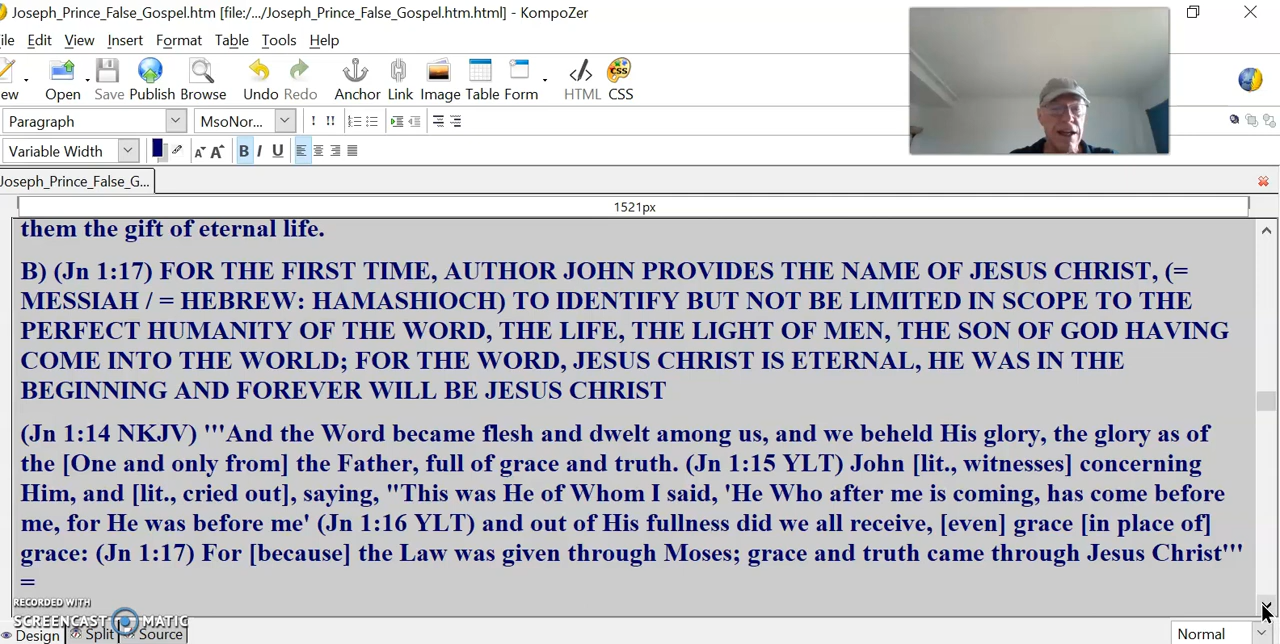 Joseph_Prince_False_Gospel.htm [file:/.../Joseph_Prince_False_Gospel.htm.html] - KompoZer
ile Edit View Insert Format Table Tools Help
ew Open Save Publish Browse Undo Redo Anchor Link Image Table Form HTML CSS
Paragraph MsoNor... ! !!
Variable Width A A B I U
Joseph_Prince_False_G...
1521px
them the gift of eternal life.
B) (Jn 1:17) FOR THE FIRST TIME, AUTHOR JOHN PROVIDES THE NAME OF JESUS CHRIST, (=
MESSIAH / = HEBREW: HAMASHIOCH) TO IDENTIFY BUT NOT BE LIMITED IN SCOPE TO THE
PERFECT HUMANITY OF THE WORD, THE LIFE, THE LIGHT OF MEN, THE SON OF GOD HAVING
COME INTO THE WORLD; FOR THE WORD, JESUS CHRIST IS ETERNAL, HE WAS IN THE
BEGINNING AND FOREVER WILL BE JESUS CHRIST
(Jn 1:14 NKJV) '"And the Word became flesh and dwelt among us, and we beheld His glory, the glory as of
the [One and only from] the Father, full of grace and truth. (Jn 1:15 YLT) John [lit., witnesses] concerning
Him, and [lit., cried out], saying, "This was He of Whom I said, 'He Who after me is coming, has come before
me, for He was before me' (Jn 1:16 YLT) and out of His fullness did we all receive, [even] grace [in place of]
grace: (Jn 1:17) For [because] the Law was given through Moses; grace and truth came through Jesus Christ'"
=
RECORDED WITH
SCREENCAST MATIC
Design Split Source Normal